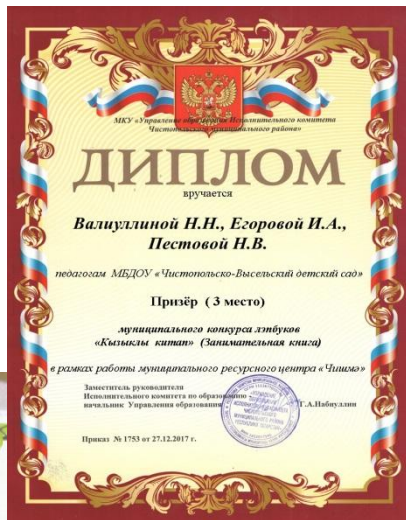 МКУ «Управление образования Исполнительного комитета
Чистопольского муниципального района»
ДИПЛОМ
вручается
Валиуллиной Н.Н., Егоровой И.А.,
Пестовой Н.В.
педагогам МБДОУ «Чистопольско-Высельский детский сад»
Призёр ( 3 место)
муниципального конкурса лэпбуков
«Кызыклы китап» (Занимательная книга)
в рамках работы муниципального ресурсного центра «Чишмә»
Заместитель руководителя
Исполнительного комитета по образованию -
начальник Управления образования Г.А.Набиуллин
Приказ № 1753 от 27.12.2017 г.